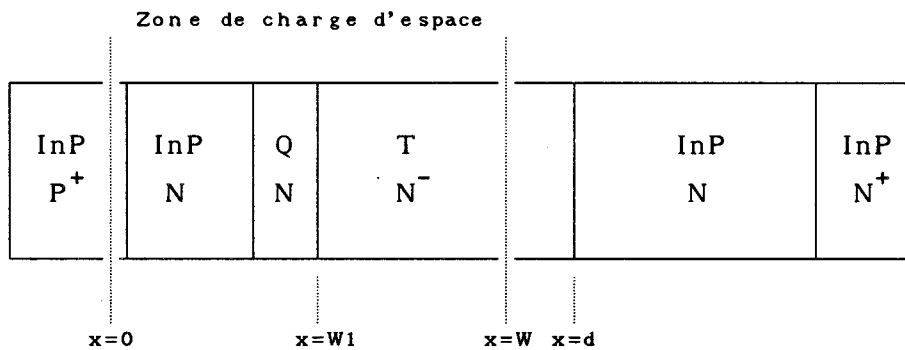 Zone de charge d'espace
InP InP Q T InP InP
P+ N N N- N N+
x=0 x=W1 x=W x=d